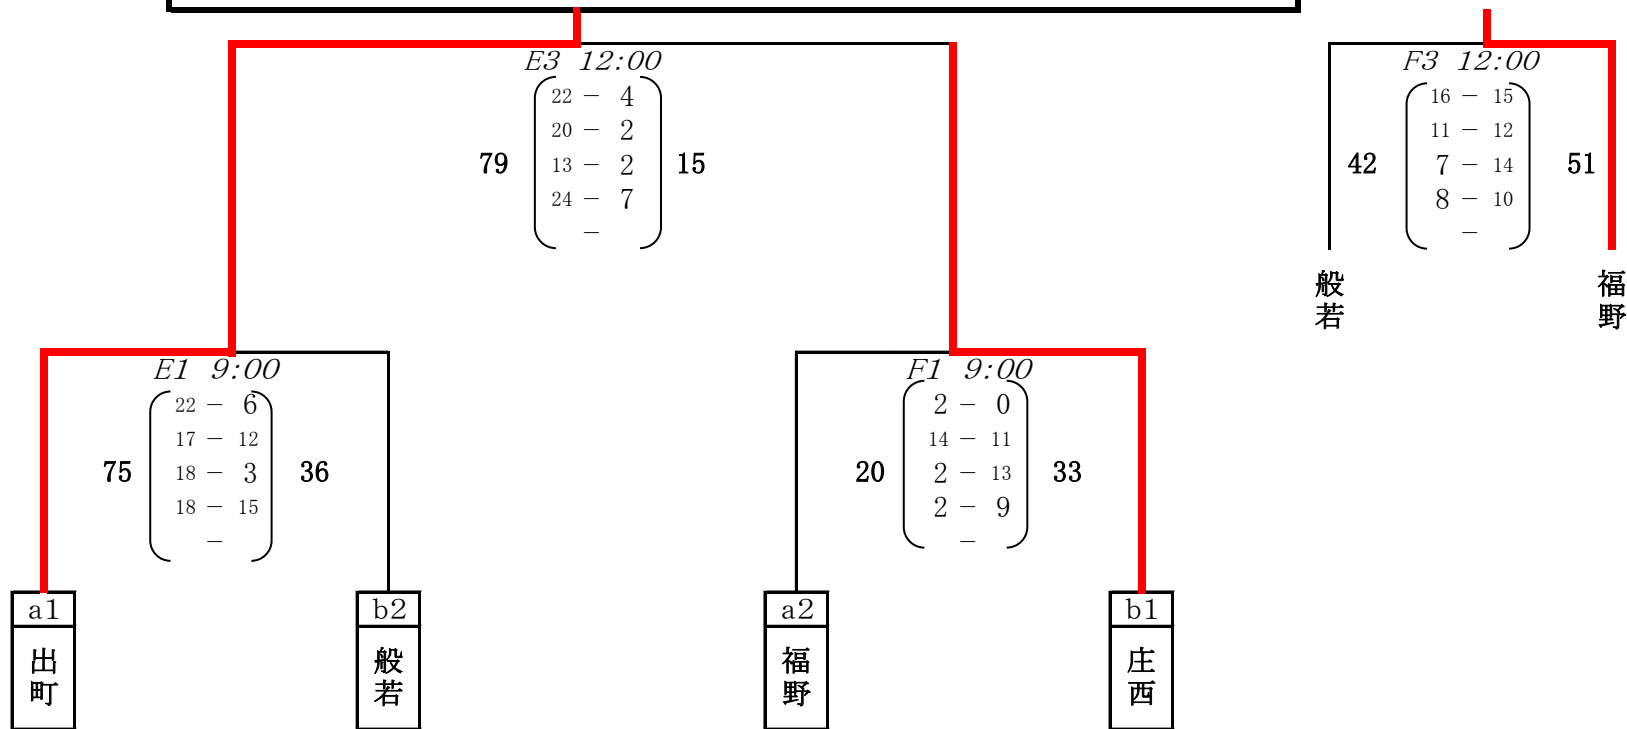 E3 12:00
22 - 4
20 - 2
79 13 - 2 15
24 - 7
-
F3 12:00
16 - 15
11 - 12
42 7 - 14 51
8 - 10
-
般若
福野
E1 9:00
22 - 6
17 - 12
75 18 - 3 36
18 - 15
-
F1 9:00
2 - 0
14 - 11
20 2 - 13 33
2 - 9
-
a1
出町
b2
般若
a2
福野
b1
庄西